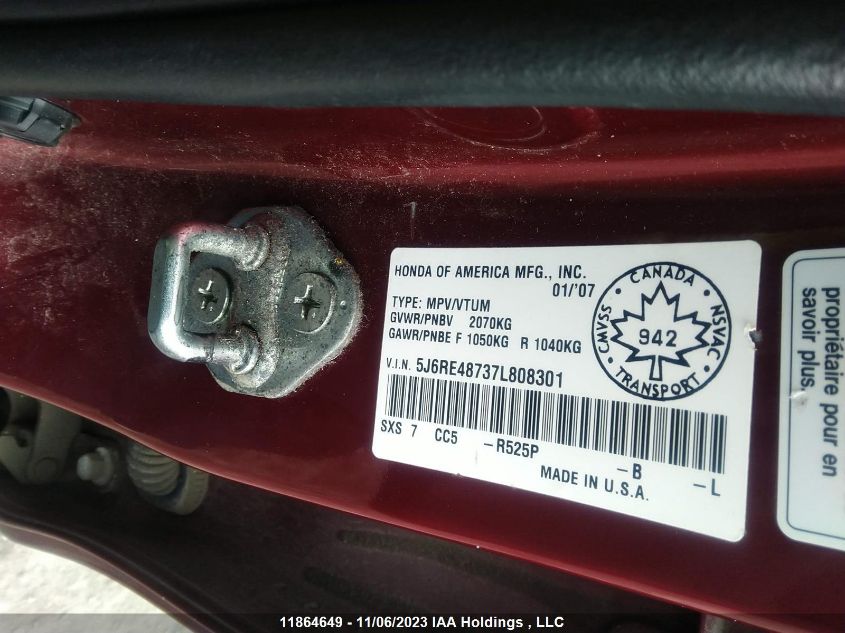 HONDA OF AMERICA MFG., INC.
01/'07
TYPE: MPV/VTUM
GVWR/PNBV 2070KG
GAWR/PNBE F 1050KG R 1040KG
V.I.N. 5J6RE48737L808301
SXS 7 CC5 -R525P -B -L
MADE IN U.S.A.
CANADA
CMVSS 942 NSVAC
TRANSPORT
propriétaire pour en
savoir plus.
11864649 - 11/06/2023 IAA Holdings , LLC